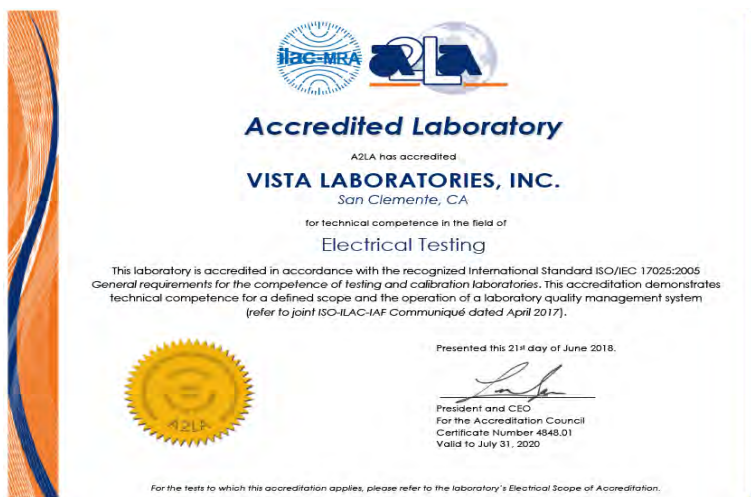 ilac-MRA
A2LA
Accredited Laboratory
A2LA has accredited
VISTA LABORATORIES, INC.
San Clemente, CA
for technical competence in the field of
Electrical Testing
This laboratory is accredited in accordance with the recognized International Standard ISO/IEC 17025:2005
General requirements for the competence of testing and calibration laboratories. This accreditation demonstrates
technical competence for a defined scope and the operation of a laboratory quality management system
(refer to joint ISO-ILAC-IAF Communiqué dated April 2017).
Presented this 21st day of June 2018.
President and CEO
For the Accreditation Council
Certificate Number 4848.01
Valid to July 31, 2020
A2LA
For the tests to which this accreditation applies, please refer to the laboratory's Electrical Scope of Accreditation.